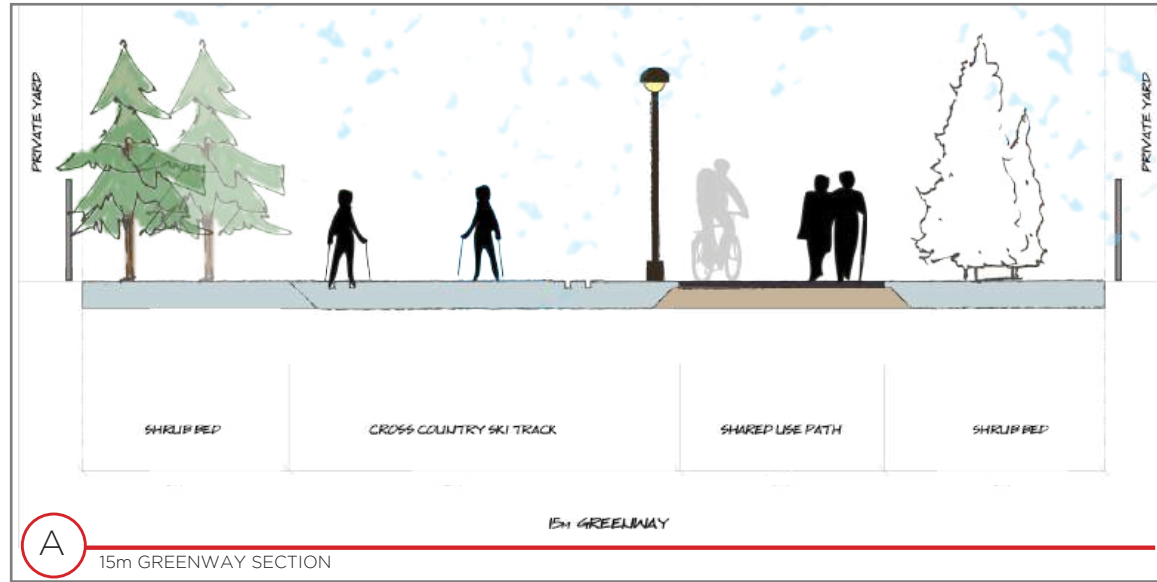 PRIVATE YARD
PRIVATE YARD
SHRUB BED
CROSS COUNTRY SKI TRACK
SHARED USE PATH
SHRUB BED
15m GREENWAY
A
15m GREENWAY SECTION